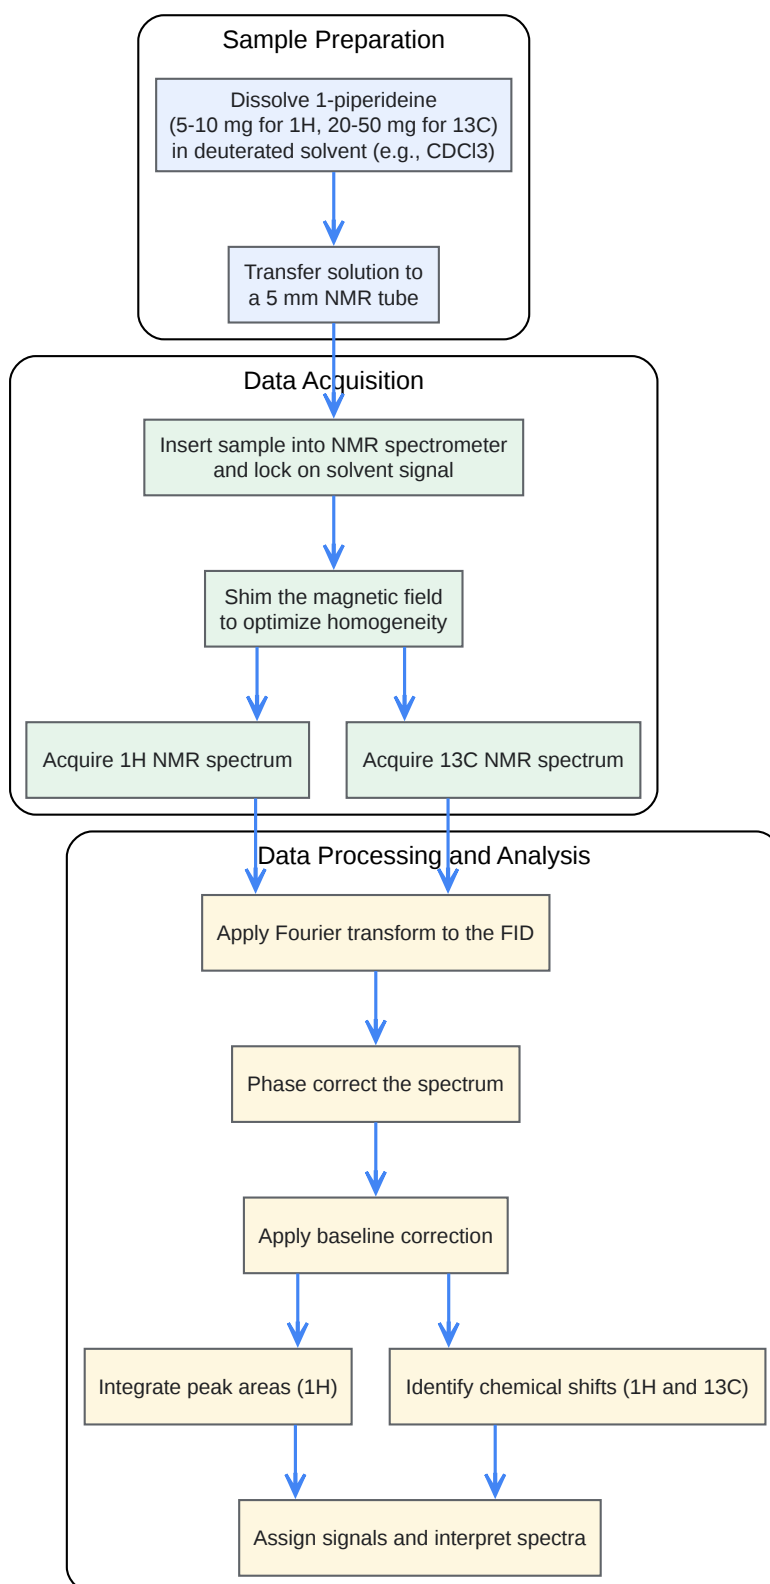 Sample Preparation
Dissolve 1-piperideine
(5-10 mg for 1H, 20-50 mg for 13C)
in deuterated solvent (e.g., CDCl3)
Transfer solution to
a 5 mm NMR tube
Data Acquisition
Insert sample into NMR spectrometer
and lock on solvent signal
Shim the magnetic field
to optimize homogeneity
Acquire 1H NMR spectrum
Acquire 13C NMR spectrum
Data Processing and Analysis
Apply Fourier transform to the FID
Phase correct the spectrum
Apply baseline correction
Integrate peak areas (1H)
Identify chemical shifts (1H and 13C)
Assign signals and interpret spectra